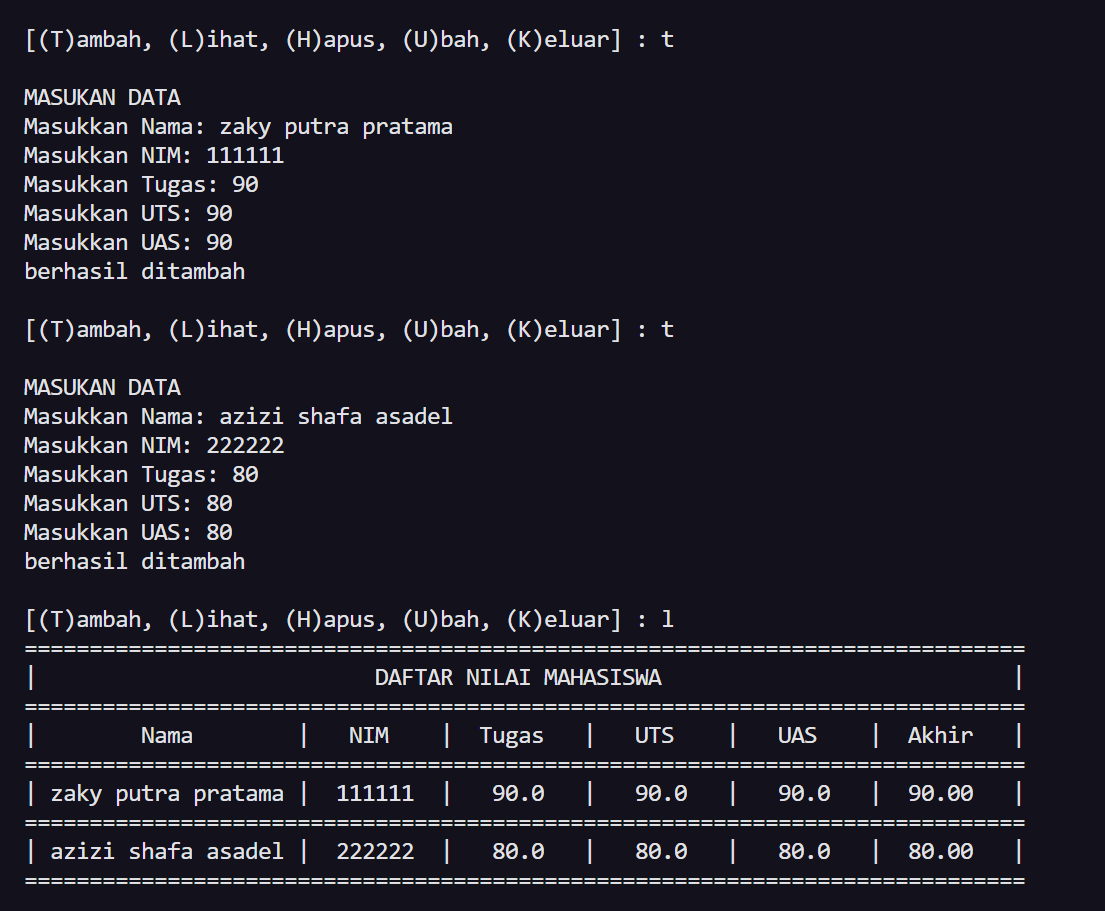 [(T)ambah, (L)ihat, (H)apus, (U)bah, (K)eluar] : t
MASUKAN DATA
Masukkan Nama: zaky putra pratama
Masukkan NIM: 111111
Masukkan Tugas: 90
Masukkan UTS: 90
Masukkan UAS: 90
berhasil ditambah
[(T)ambah, (L)ihat, (H)apus, (U)bah, (K)eluar] : t
MASUKAN DATA
Masukkan Nama: azizi shafa asadel
Masukkan NIM: 222222
Masukkan Tugas: 80
Masukkan UTS: 80
Masukkan UAS: 80
berhasil ditambah
[(T)ambah, (L)ihat, (H)apus, (U)bah, (K)eluar] : l
=============================================================================
|                          DAFTAR NILAI MAHASISWA                           |
=============================================================================
|        Nama        |   NIM    |  Tugas   |   UTS    |   UAS    |  Akhir   |
=============================================================================
| zaky putra pratama |  111111  |   90.0   |   90.0   |   90.0   |  90.00   |
=============================================================================
| azizi shafa asadel |  222222  |   80.0   |   80.0   |   80.0   |  80.00   |
=============================================================================